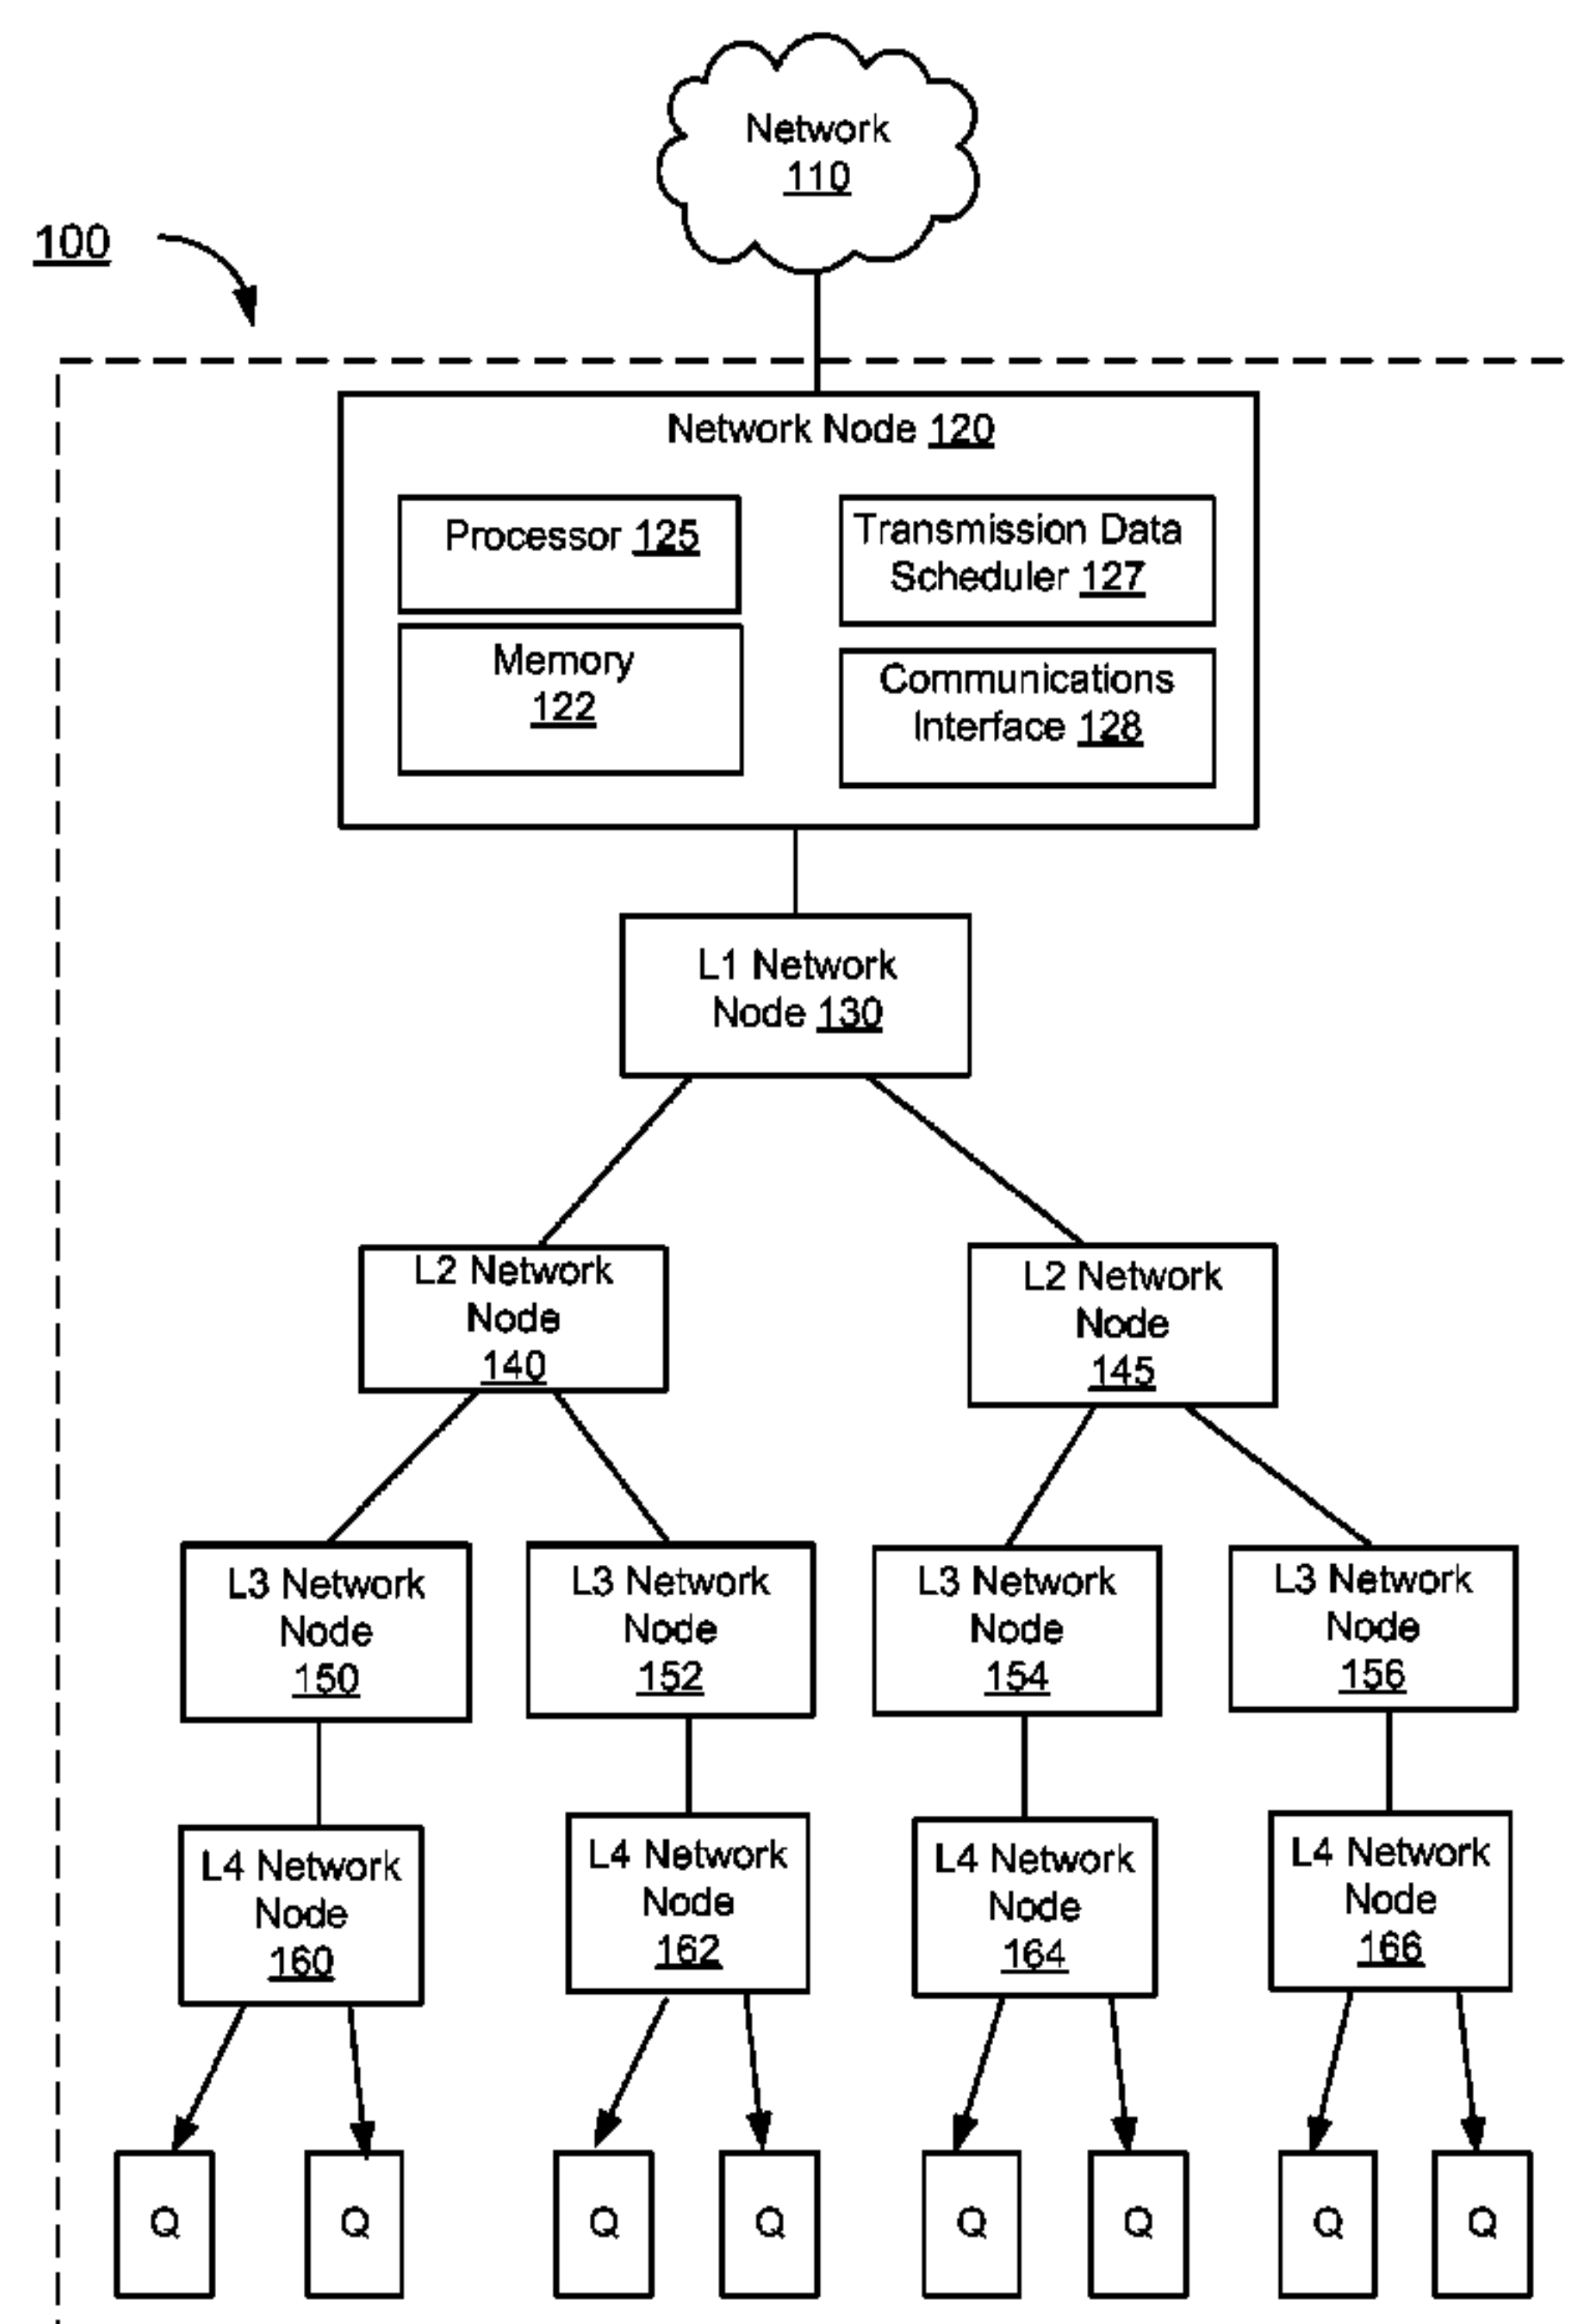 Network
110
100
Network Node 120
Processor 125
Transmission Data
Scheduler 127
Memory
122
Communications
Interface 128
L1 Network
Node 130
L2 Network
Node
140
L2 Network
Node
145
L3 Network
Node
150
L3 Network
Node
152
L3 Network
Node
154
L3 Network
Node
156
L4 Network
Node
160
L4 Network
Node
162
L4 Network
Node
164
L4 Network
Node
166
Q
Q
Q
Q
Q
Q
Q
Q